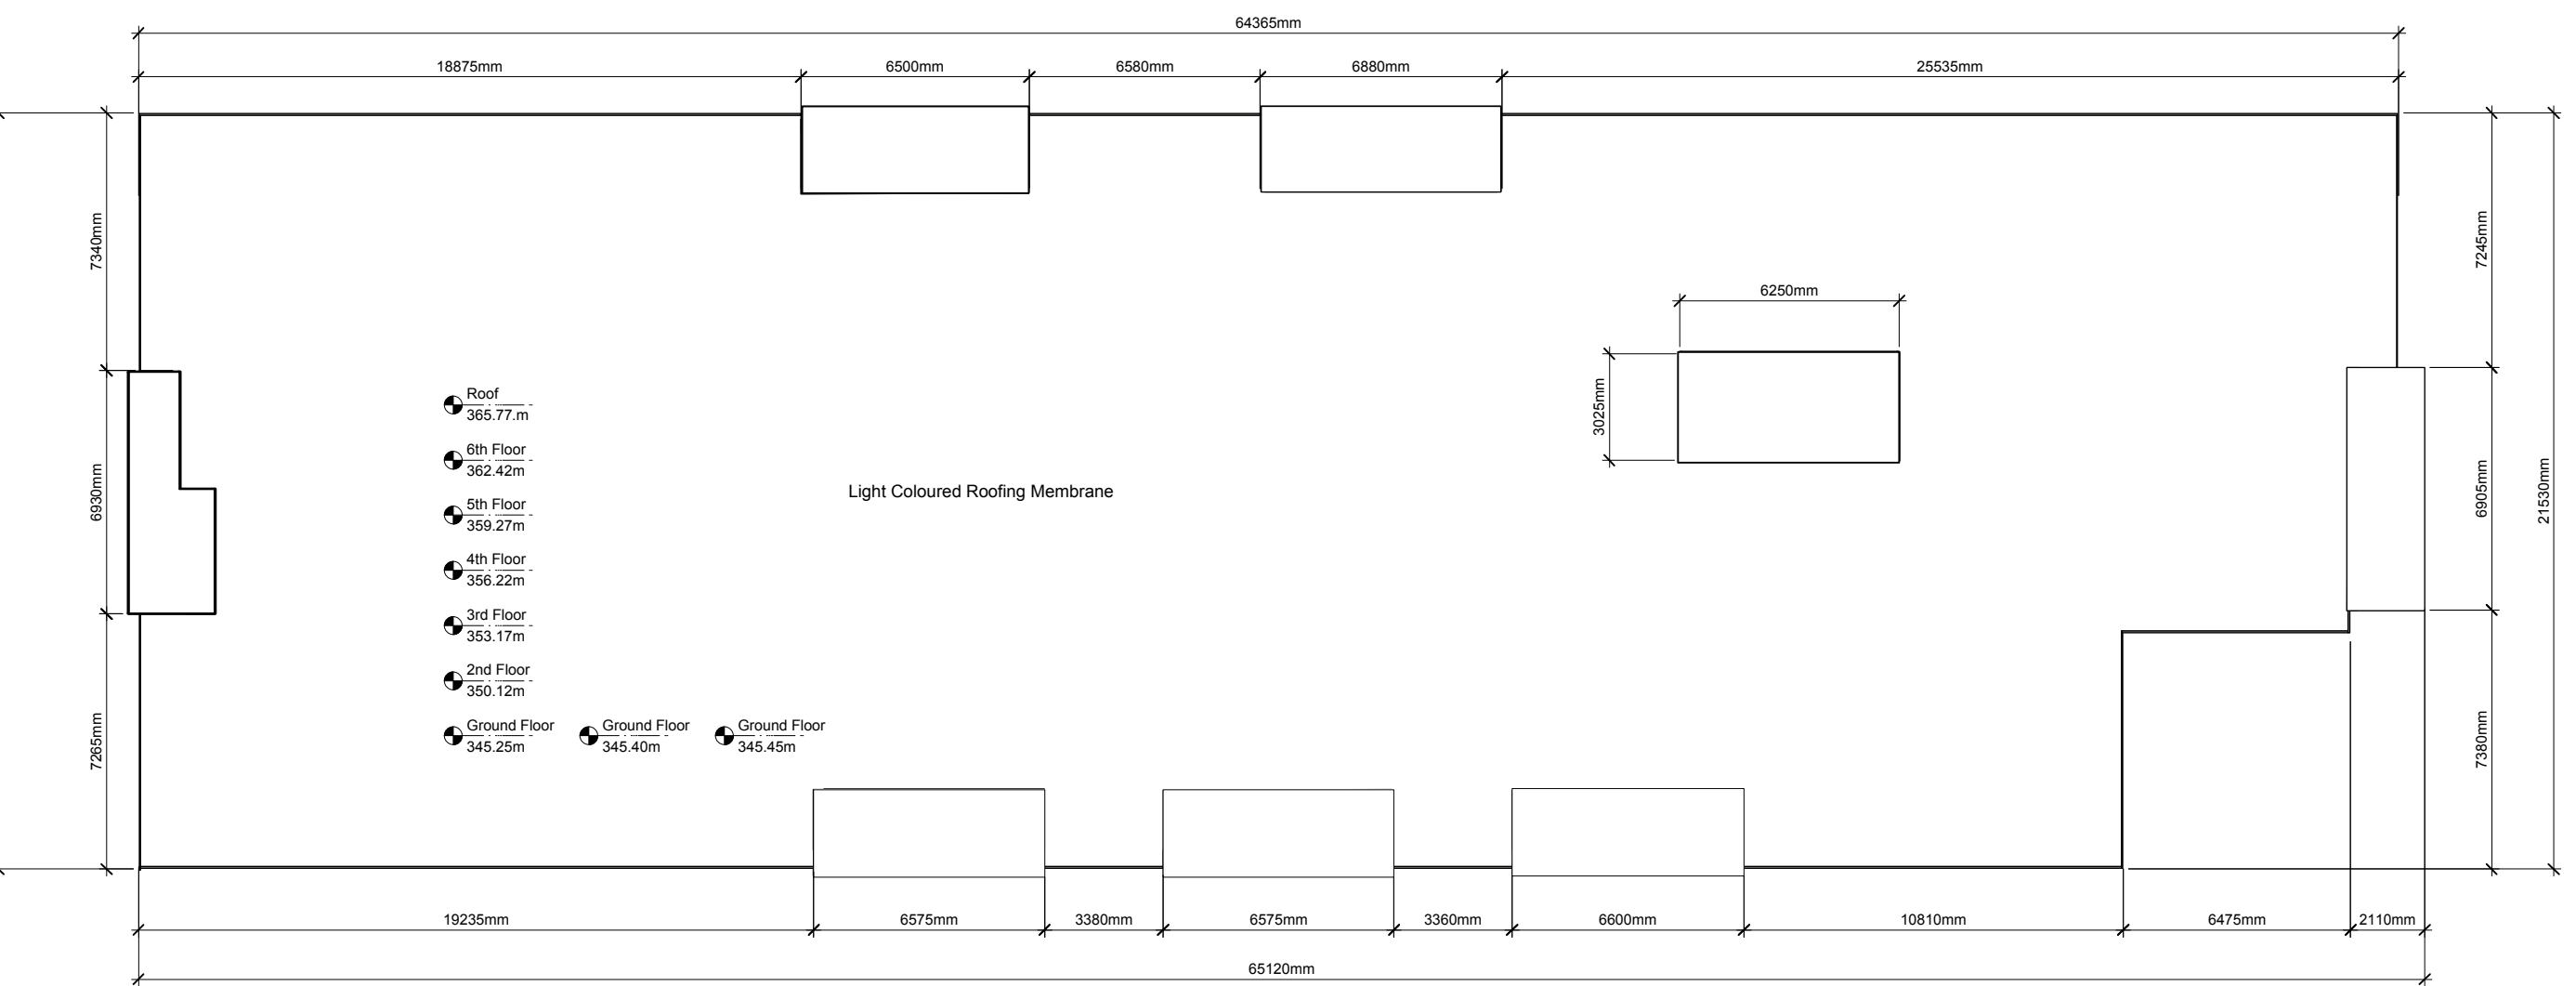 64365mm
18875mm
6500mm
6580mm
6880mm
25535mm
7340mm
7245mm
6250mm
3025mm
Roof
365.77.m
6th Floor
362.42m
5th Floor
359.27m
4th Floor
356.22m
3rd Floor
353.17m
2nd Floor
350.12m
Ground Floor
345.25m
Ground Floor
345.40m
Ground Floor
345.45m
Light Coloured Roofing Membrane
6930mm
6905mm
21530mm
7265mm
7380mm
19235mm
6575mm
3380mm
6575mm
3360mm
6600mm
10810mm
6475mm
2110mm
65120mm